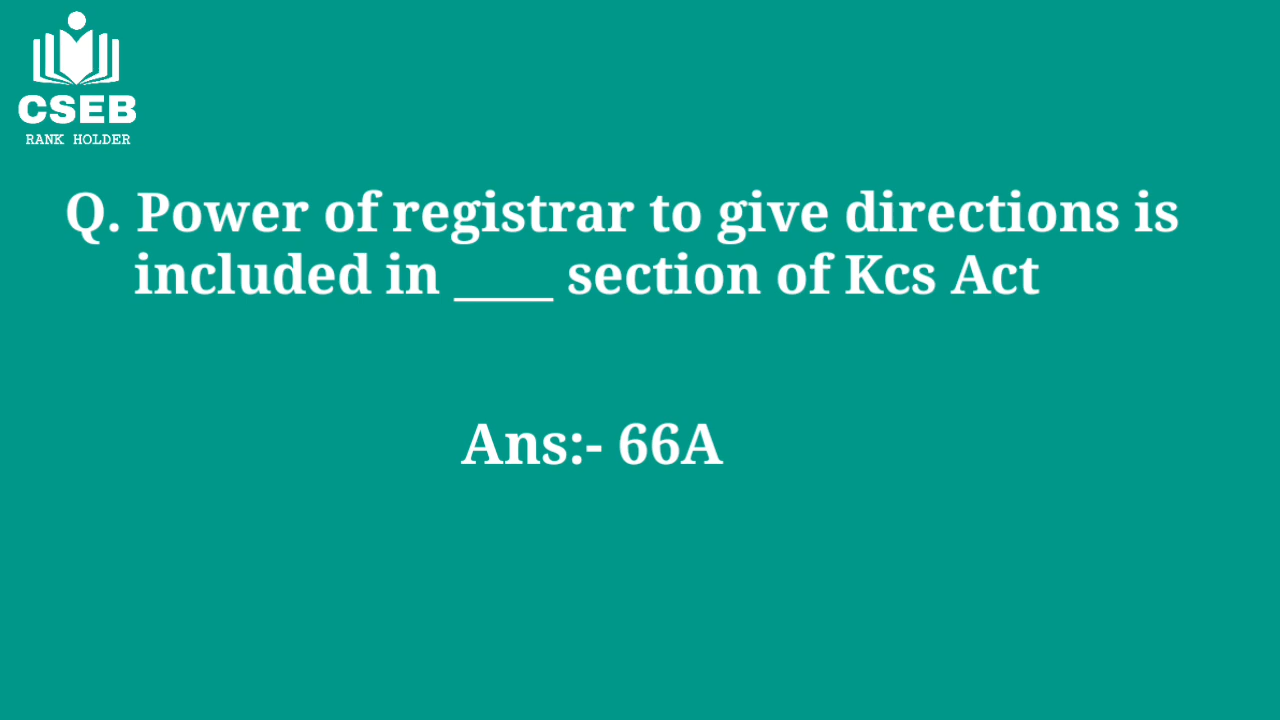 CSEB
RANK HOLDER
Q. Power of registrar to give directions is
included in ____ section of Kcs Act
Ans:- 66A